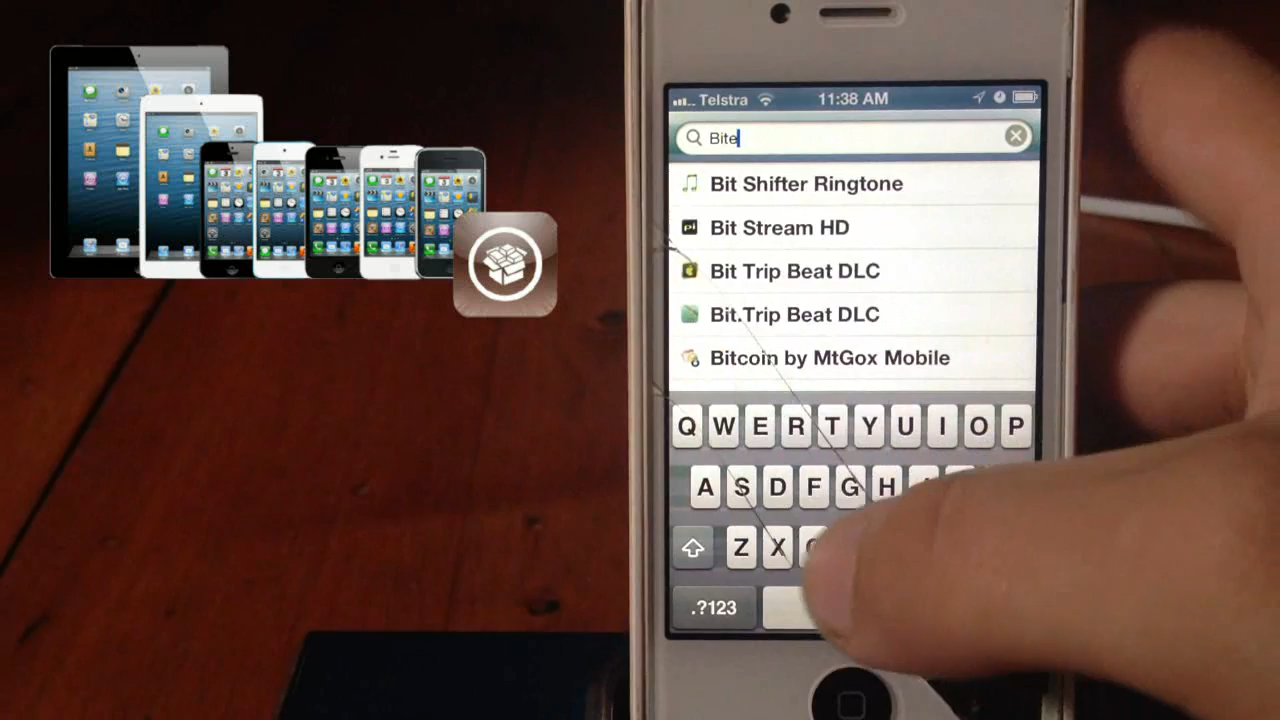 Telstra 11:38 AM
Bite
Bit Shifter Ringtone
Bit Stream HD
Bit Trip Beat DLC
Bit.Trip Beat DLC
Bitcoin by MtGox Mobile
Q W E R T Y U I O P
A S D F G H
Z X
.?123